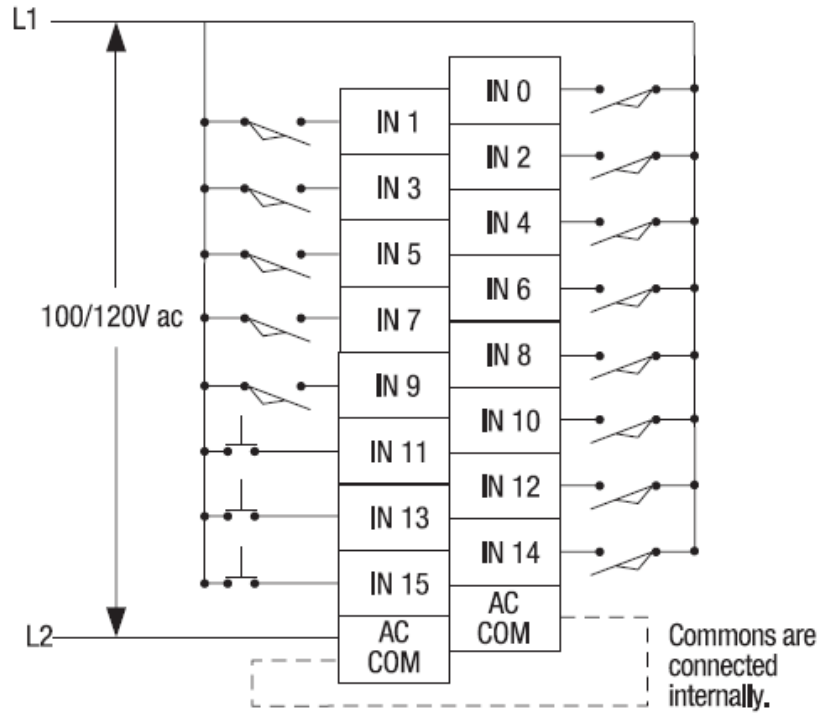 L1
IN 0
IN 1
IN 2
IN 3
IN 4
IN 5
IN 6
100/120V ac
IN 7
IN 8
IN 9
IN 10
IN 11
IN 12
IN 13
IN 14
IN 15
AC
COM
L2
AC
COM
Commons are
connected
internally.